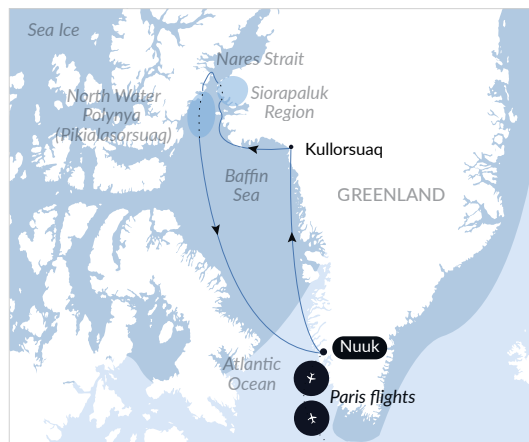 Sea Ice
Nares Strait
North Water
Polynya
(Pikialasorsuaq)
Siorapaluk
Region
Kullorsuaq
Baffin
Sea
GREENLAND
Nuuk
Atlantic
Ocean
Paris flights